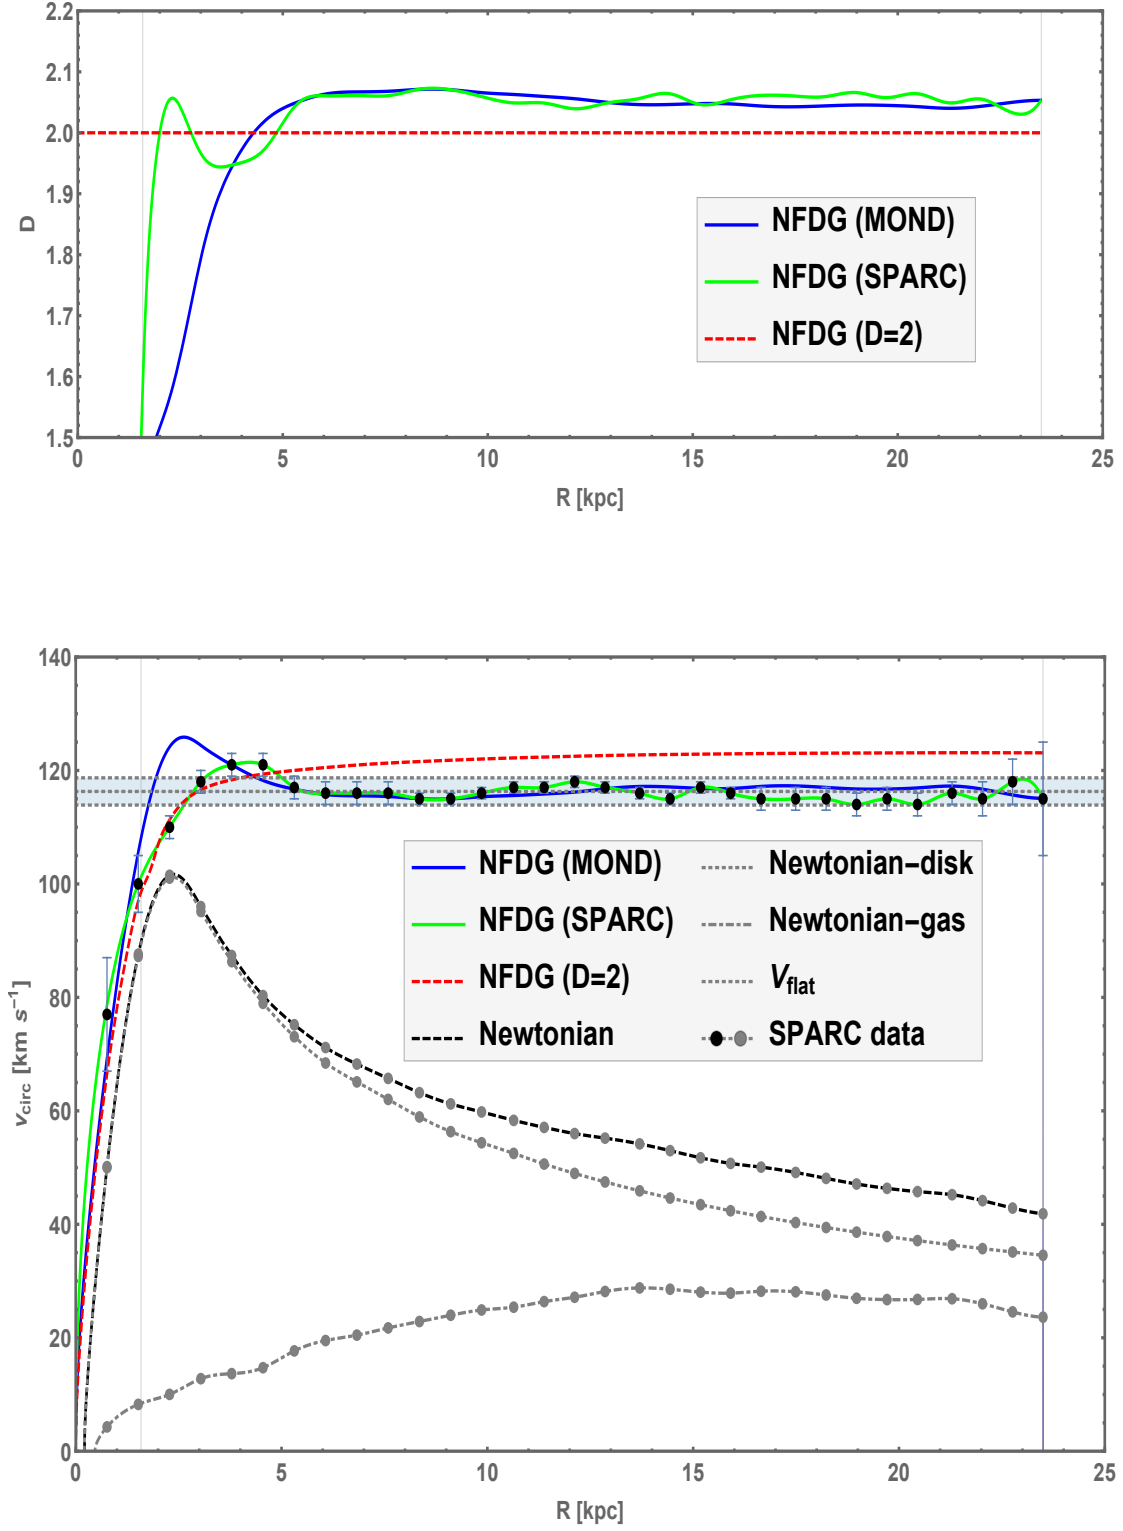 2.2
2.1
2.0
1.9
1.8
1.7
1.6
1.5
D
NFDG (MOND)
NFDG (SPARC)
NFDG (D=2)
0 5 10 15 20 25
R [kpc]
140
120
100
80
60
40
20
0
v_circ [km s⁻¹]
NFDG (MOND) Newtonian-disk
NFDG (SPARC) Newtonian-gas
NFDG (D=2) V_flat
Newtonian SPARC data
0 5 10 15 20 25
R [kpc]